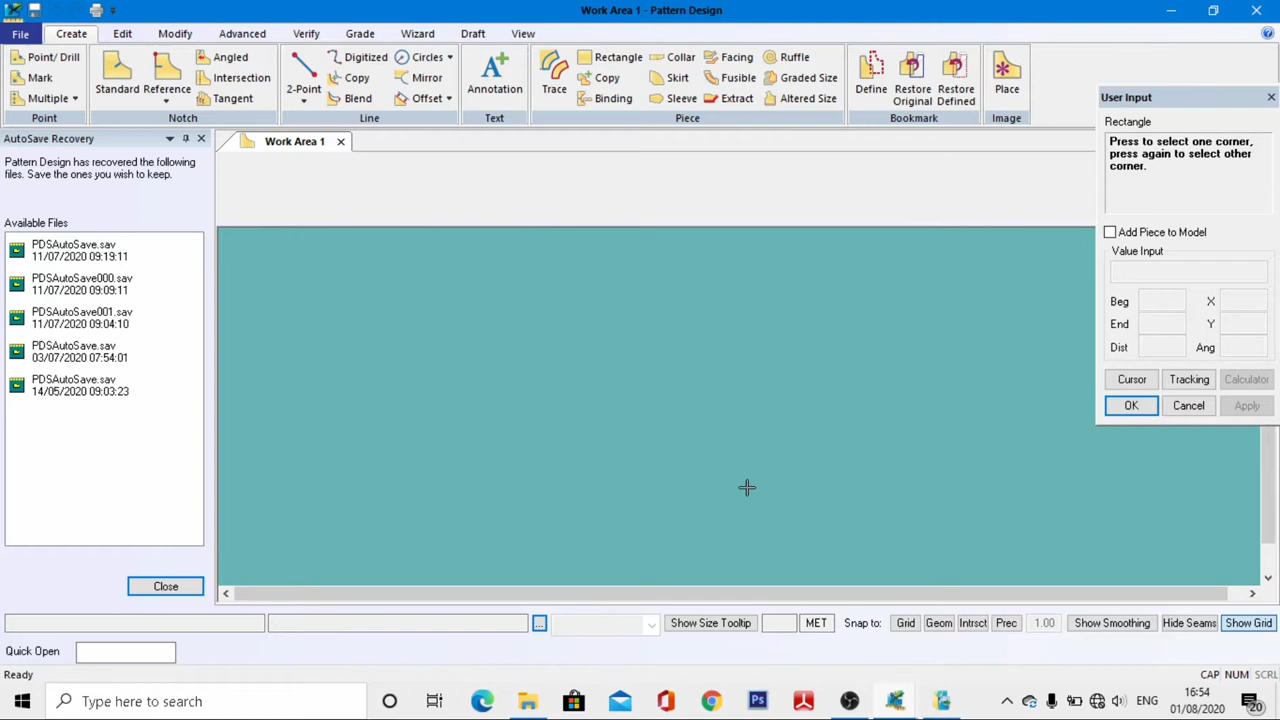 Work Area 1 - Pattern Design
File Create Edit Modify Advanced Verify Grade Wizard Draft View
Point/ Drill
Mark
Multiple
Point
Standard
Reference
Angled
Intersection
Tangent
Notch
2-Point
Digitized
Copy
Blend
Circles
Mirror
Offset
Line
Annotation
Text
Trace
Rectangle
Copy
Binding
Collar
Skirt
Sleeve
Facing
Fusible
Extract
Ruffle
Graded Size
Altered Size
Piece
Define
Restore Original
Restore Defined
Bookmark
Place
Image
AutoSave Recovery
Pattern Design has recovered the following
files. Save the ones you wish to keep.
Available Files
PDSAutoSave.sav
11/07/2020 09:19:11
PDSAutoSave000.sav
11/07/2020 09:09:11
PDSAutoSave001.sav
11/07/2020 09:04:10
PDSAutoSave.sav
03/07/2020 07:54:01
PDSAutoSave.sav
14/05/2020 09:03:23
Close
Work Area 1
User Input
Rectangle
Press to select one corner,
press again to select other
corner.
Add Piece to Model
Value Input
Beg X
End Y
Dist Ang
Cursor Tracking Calculator
OK Cancel Apply
... Show Size Tooltip MET Snap to: Grid Geom Intrsct Prec 1.00 Show Smoothing Hide Seams Show Grid
Quick Open
Ready CAP NUM SCRL
Type here to search
Ps
ENG
16:54
01/08/2020
20